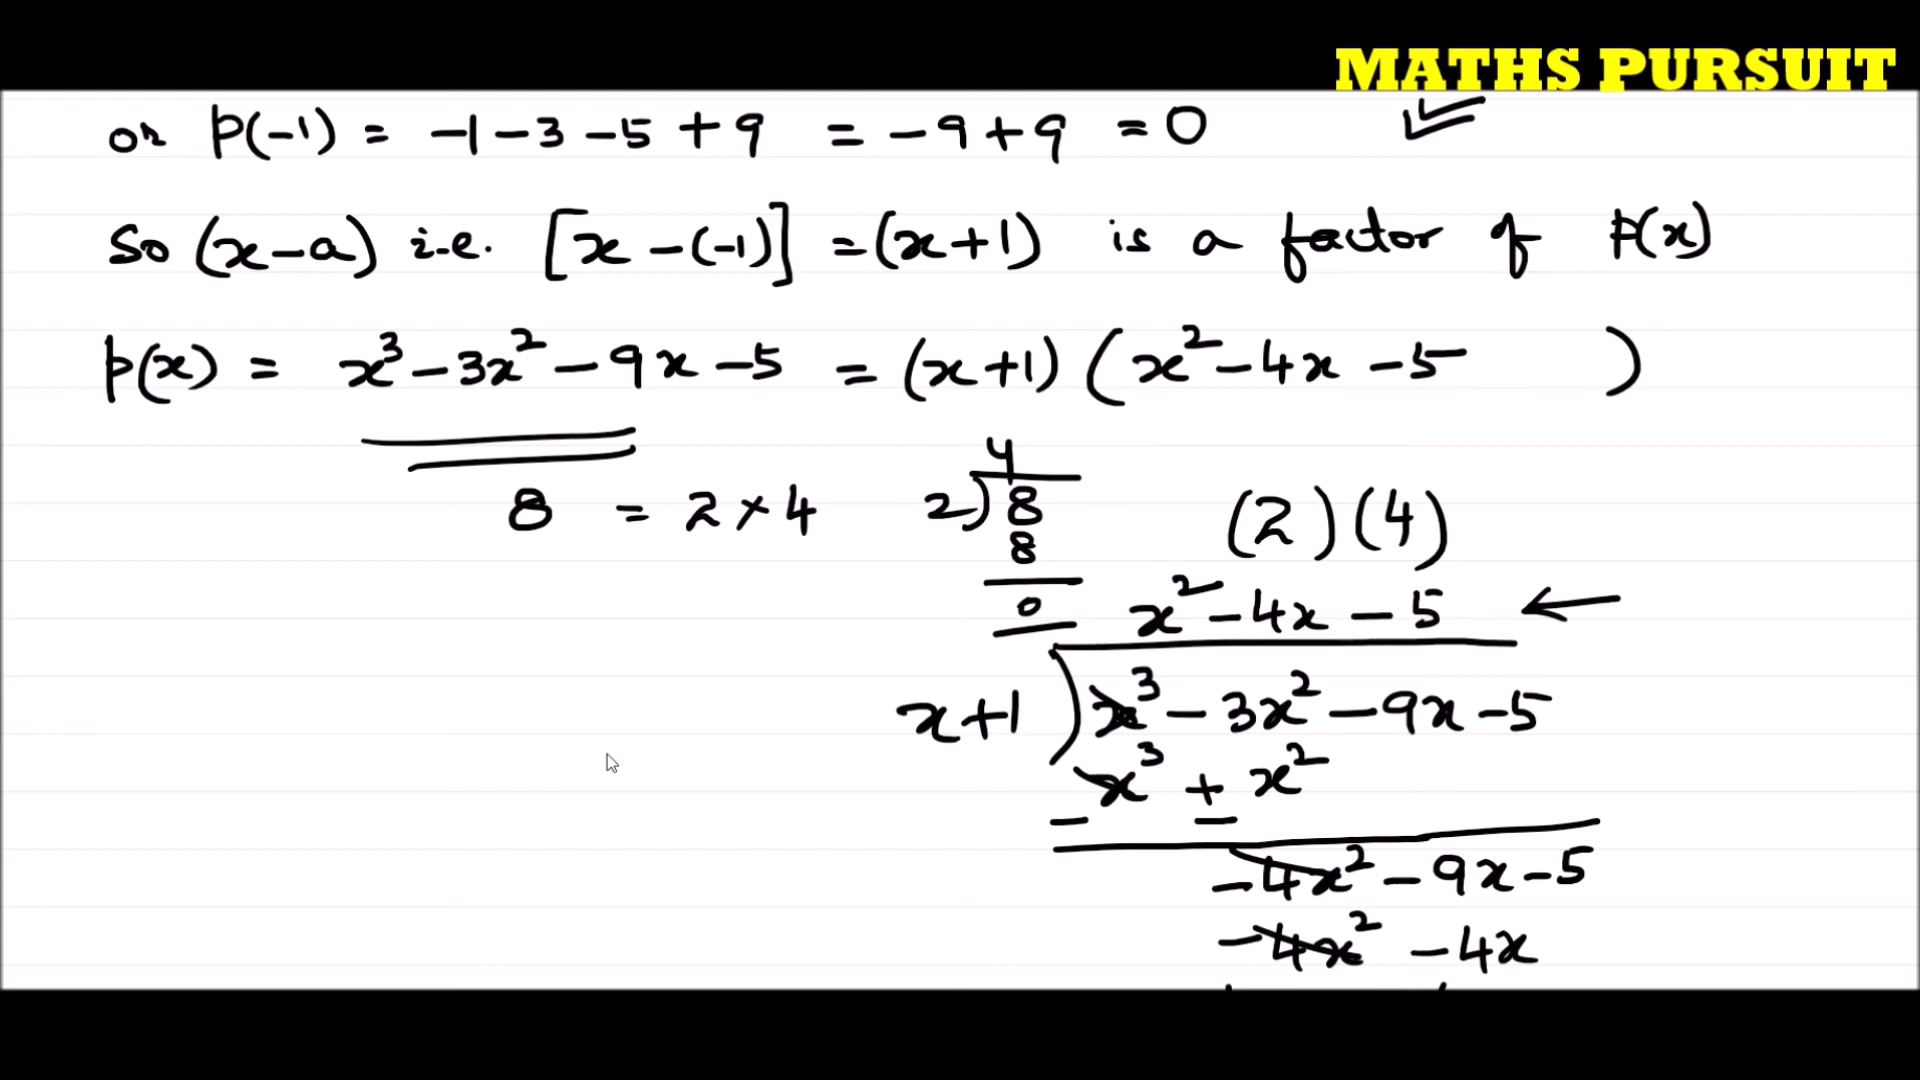 MATHS PURSUIT
or p(-1) = -1 - 3 - 5 + 9 = -9 + 9 = 0
So (x-a) i.e. [x - (-1)] = (x+1) is a factor of p(x)
p(x) = x³ - 3x² - 9x - 5 = (x+1) (x² - 4x - 5 )
4
8 = 2 × 4 2)8 (2)(4)
8
0
x² - 4x - 5 ←
x+1 ) x³ - 3x² - 9x - 5
x³ + x²
- -
-4x² - 9x - 5
-4x² - 4x